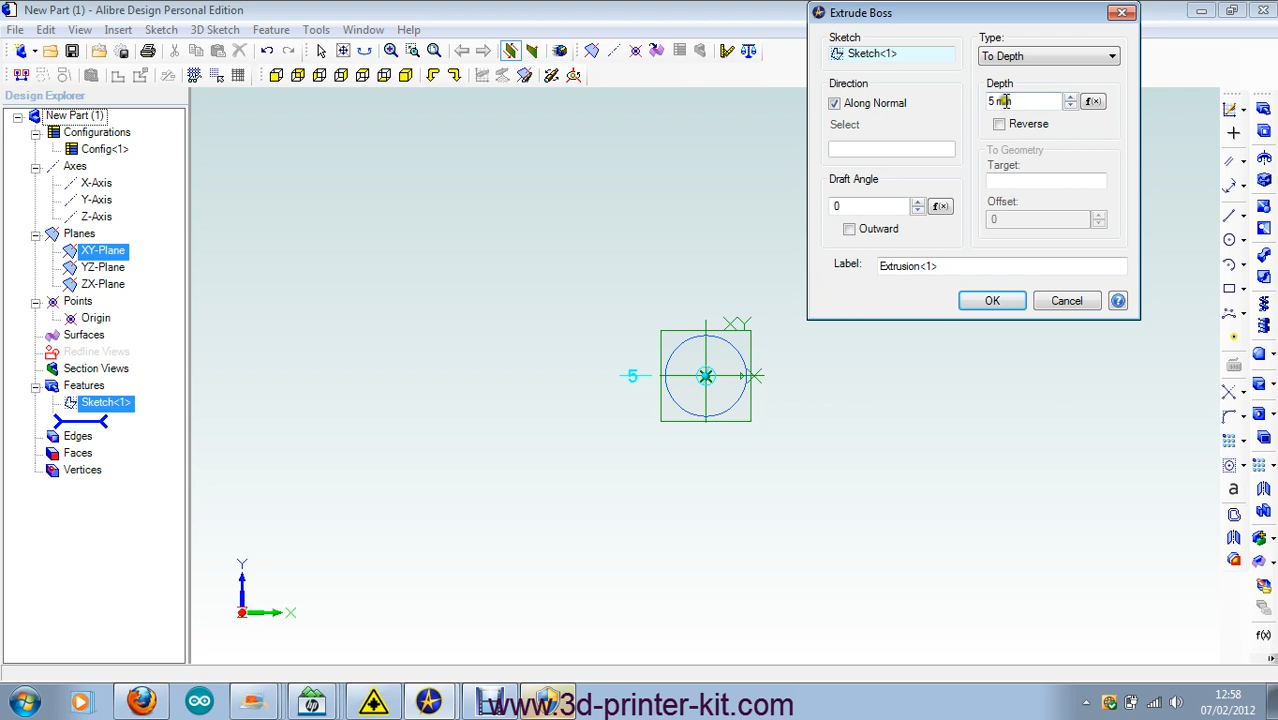 New Part (1) - Alibre Design Personal Edition
File Edit View Insert Sketch 3D Sketch Feature Tools Window Help
Design Explorer
New Part (1)
Configurations
Config<1>
Axes
X-Axis
Y-Axis
Z-Axis
Planes
XY-Plane
YZ-Plane
ZX-Plane
Points
Origin
Surfaces
Redline Views
Section Views
Features
Sketch<1>
Edges
Faces
Vertices
Extrude Boss
Sketch
Sketch<1>
Direction
Along Normal
Select
Draft Angle
0
f(x)
Outward
Type:
To Depth
Depth
5 mm
f(x)
Reverse
To Geometry
Target:
Offset:
0
Label:
Extrusion<1>
OK
Cancel
XY
5
X
Y
X
a
f(x)
www.3d-printer-kit.com
12:58
07/02/2012